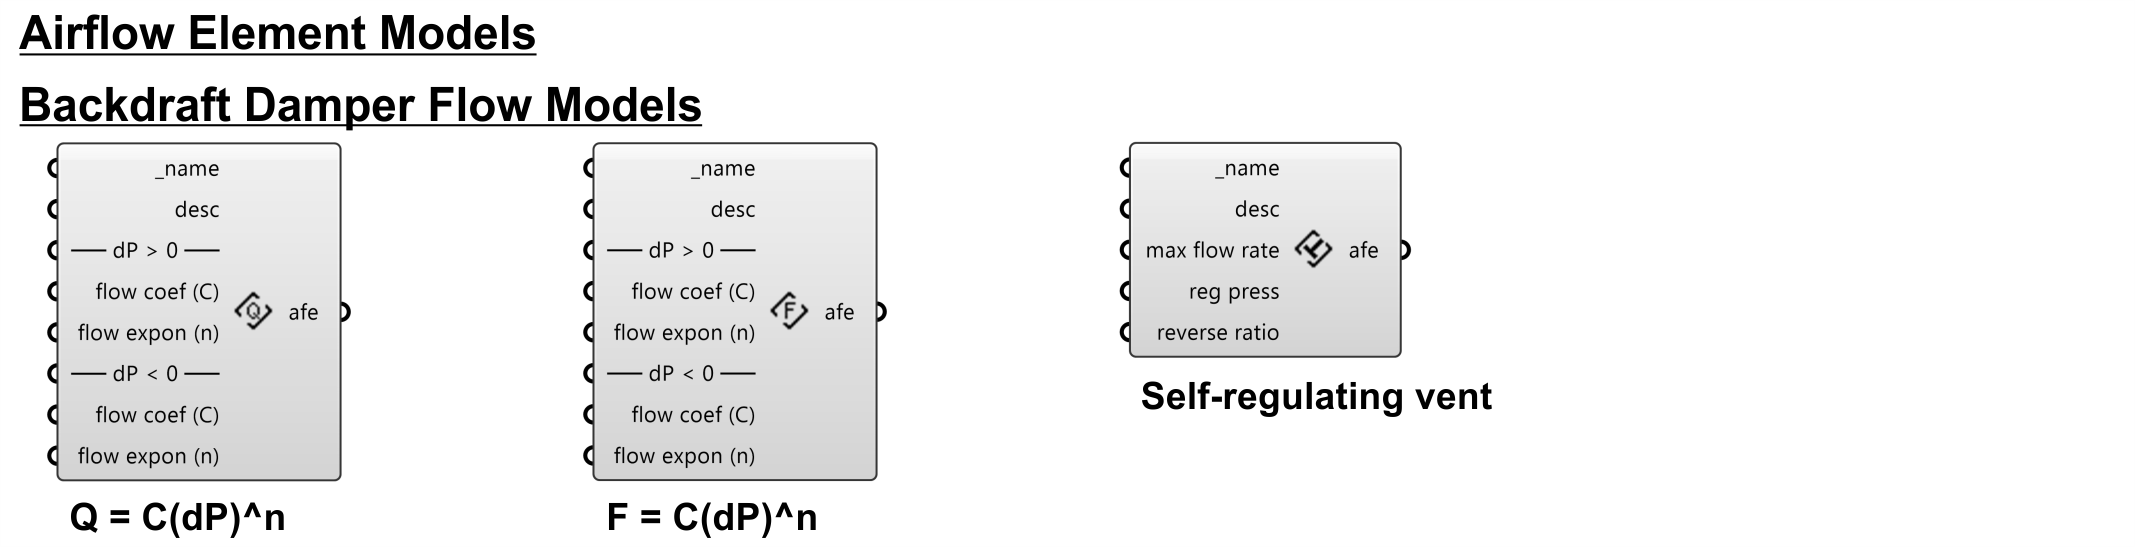 Airflow Element Models
Backdraft Damper Flow Models
_name
desc
dP > 0
flow coef (C)
flow expon (n)
dP < 0
flow coef (C)
flow expon (n)
Q
afe
Q = C(dP)^n
_name
desc
dP > 0
flow coef (C)
flow expon (n)
dP < 0
flow coef (C)
flow expon (n)
F
afe
F = C(dP)^n
_name
desc
max flow rate
reg press
reverse ratio
afe
Self-regulating vent